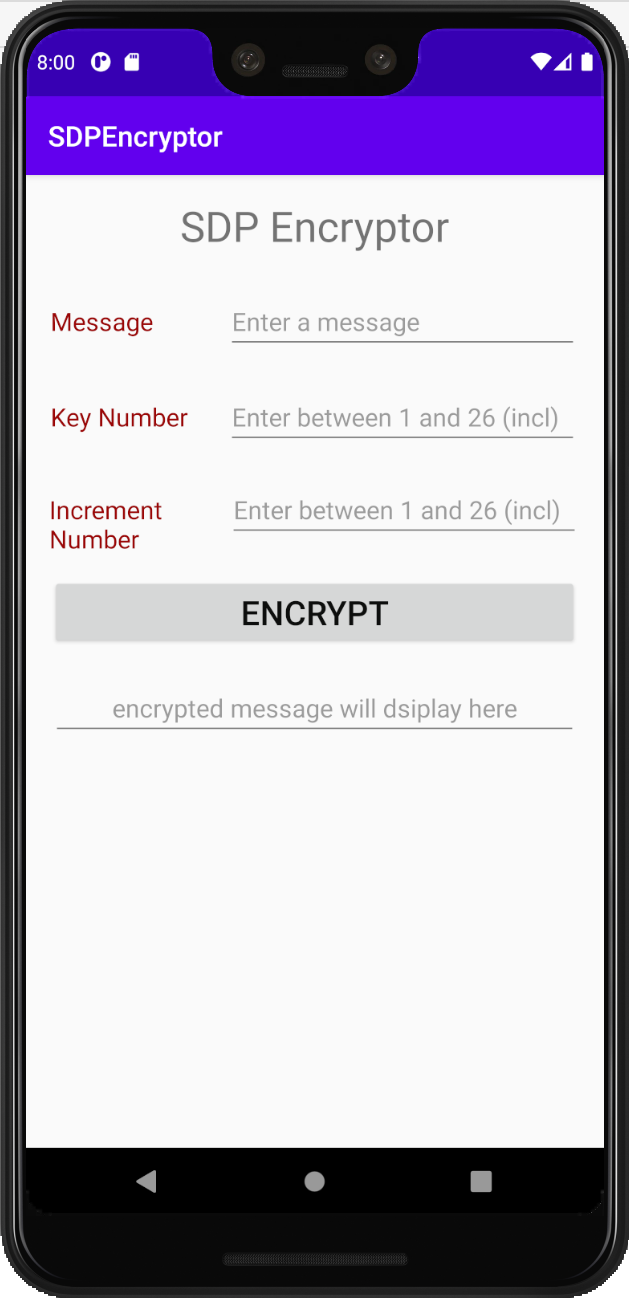 8:00
SDPEncryptor
SDP Encryptor
Message
Enter a message
Key Number
Enter between 1 and 26 (incl)
Increment
Number
Enter between 1 and 26 (incl)
ENCRYPT
encrypted message will dsiplay here